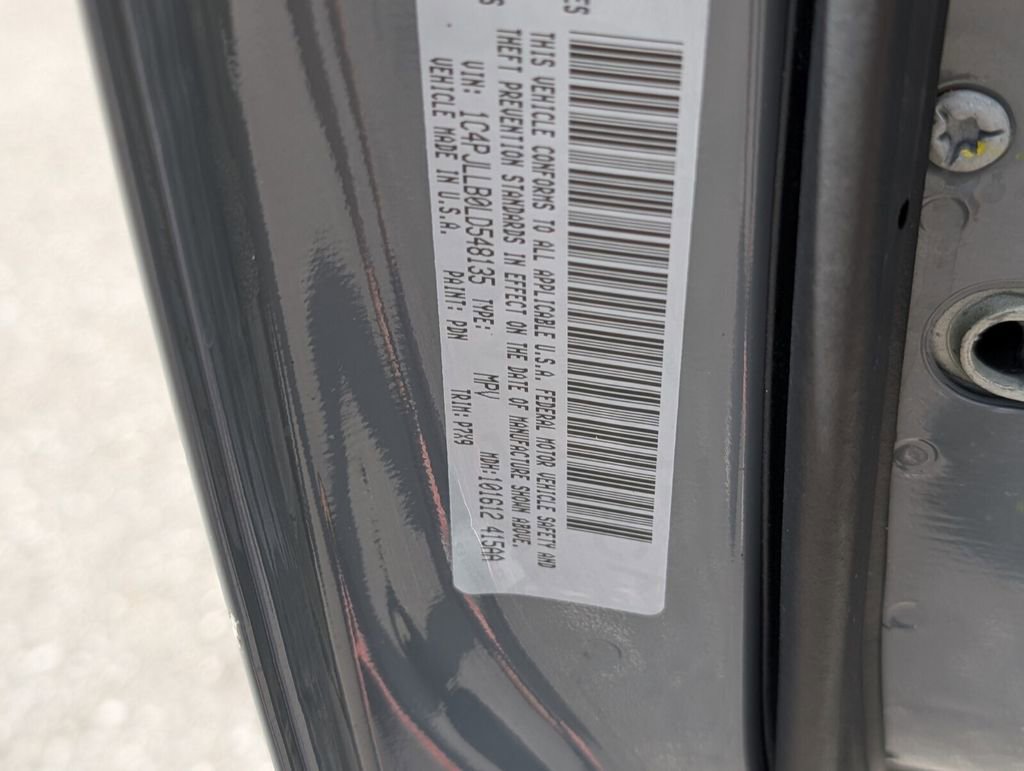 THIS VEHICLE CONFORMS TO ALL APPLICABLE U.S.A. FEDERAL MOTOR VEHICLE SAFETY AND
THEFT PREVENTION STANDARDS IN EFFECT ON THE DATE OF MANUFACTURE SHOWN ABOVE.
VIN: 1C4PJLLB0LD548135 TYPE: MPV MDH:101612 415AA
VEHICLE MADE IN U.S.A. PAINT: PDN TRIM:P7X9